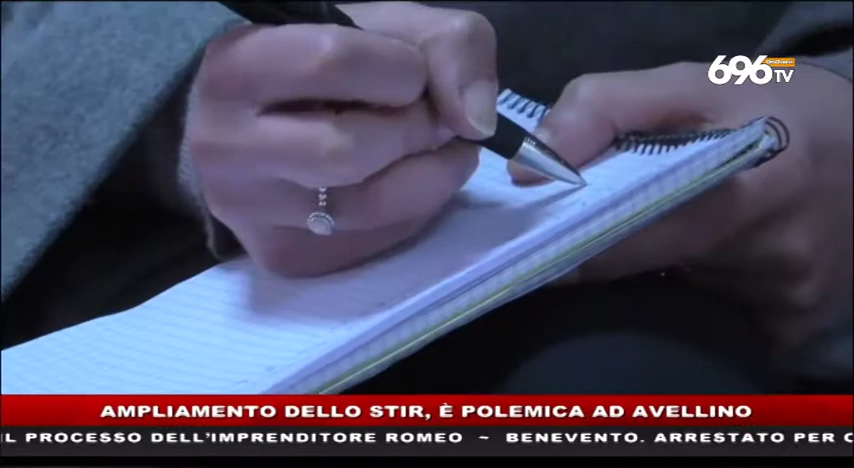 696
TV
AMPLIAMENTO DELLO STIR, È POLEMICA AD AVELLINO
IL PROCESSO DELL'IMPRENDITORE ROMEO ~ BENEVENTO. ARRESTATO PER